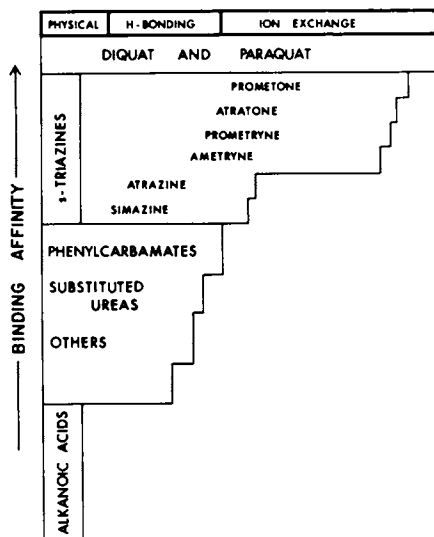 PHYSICAL H-BONDING ION EXCHANGE
DIQUAT AND PARAQUAT
PROMETONE
ATRATONE
PROMETRYNE
AMETRYNE
ATRAZINE
SIMAZINE
s-TRIAZINES
PHENYLCARBAMATES
SUBSTITUTED
UREAS
OTHERS
ALKANOIC ACIDS
BINDING AFFINITY